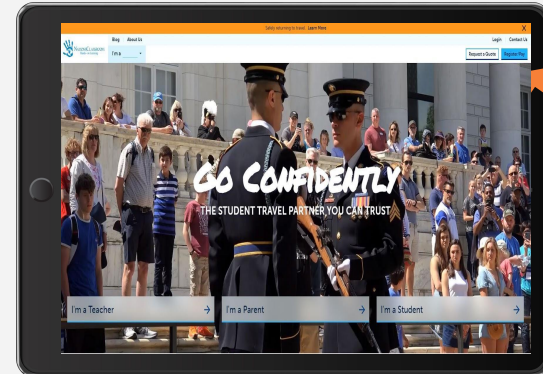 Safely returning to travel. Learn More X
Blog About Us Login Contact Us
I'm a
Request a Quote Register/Pay
GO CONFIDENTLY
THE STUDENT TRAVEL PARTNER YOU CAN TRUST
I'm a Teacher
I'm a Parent
I'm a Student